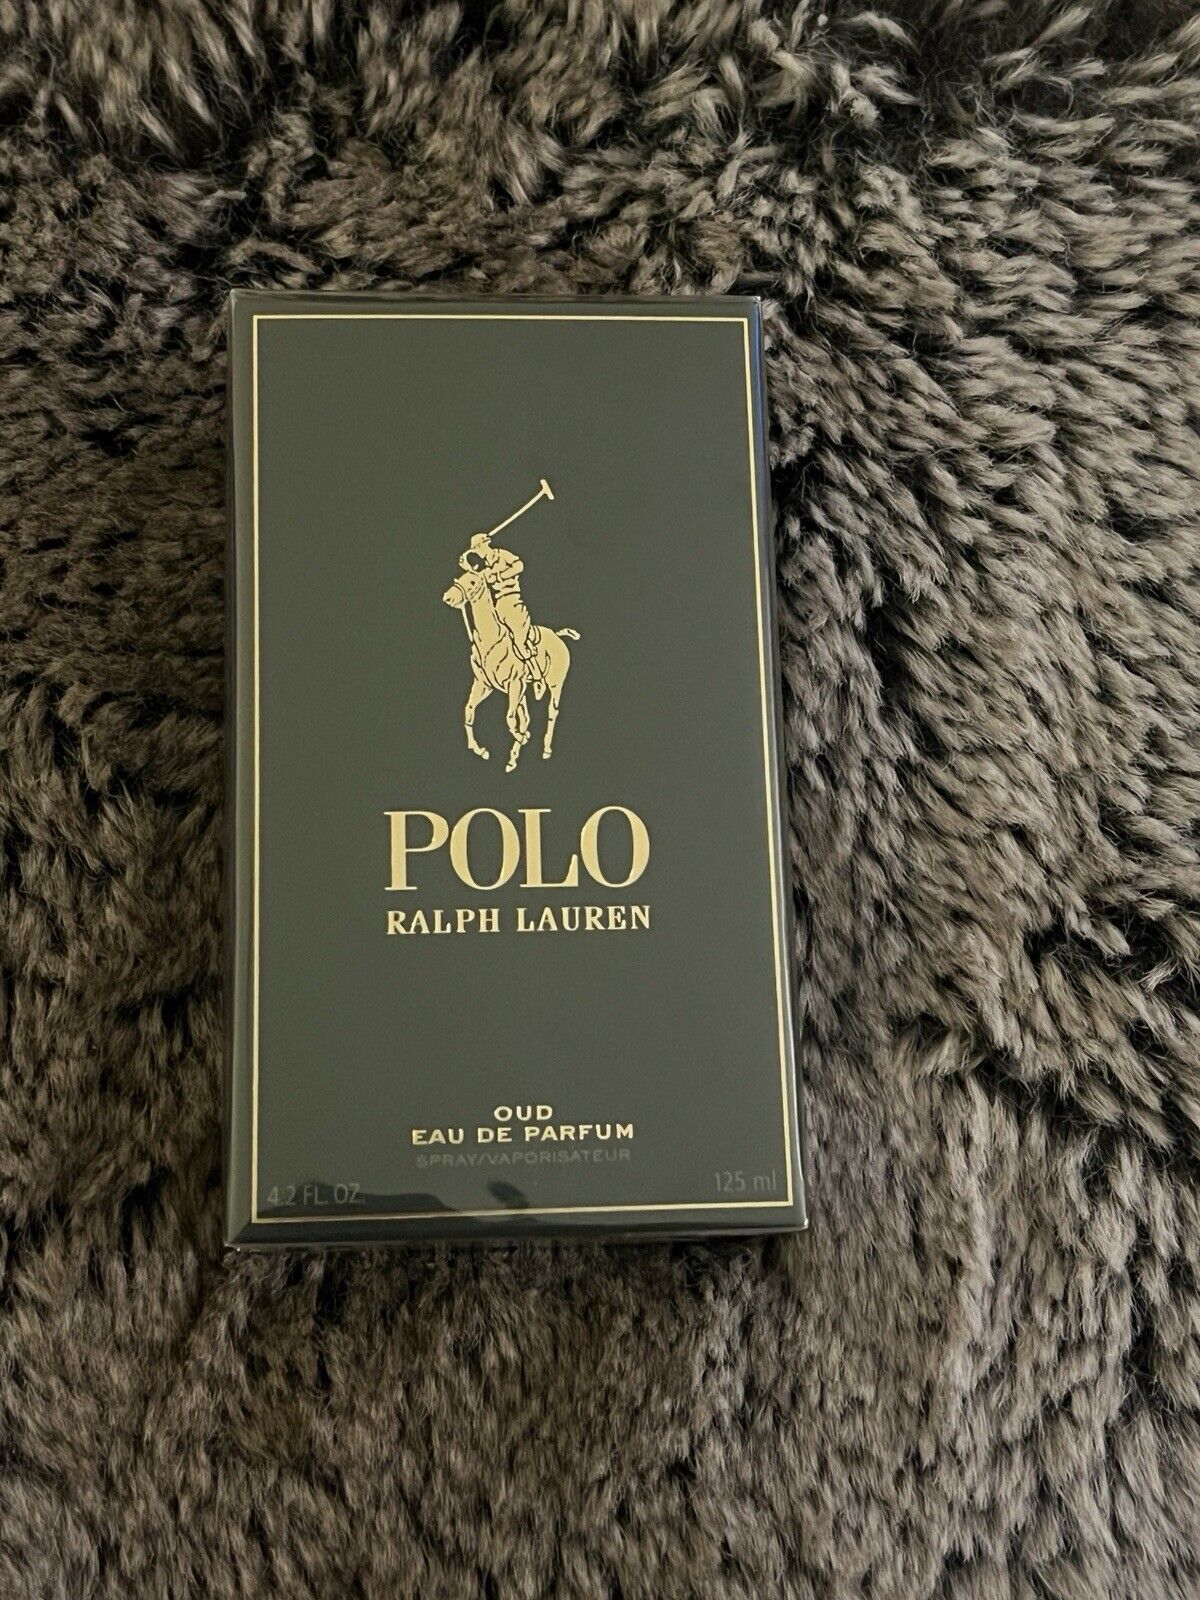 POLO
RALPH LAUREN
OUD
EAU DE PARFUM
SPRAY/VAPORISATEUR
4.2 FL. OZ.
125 ml